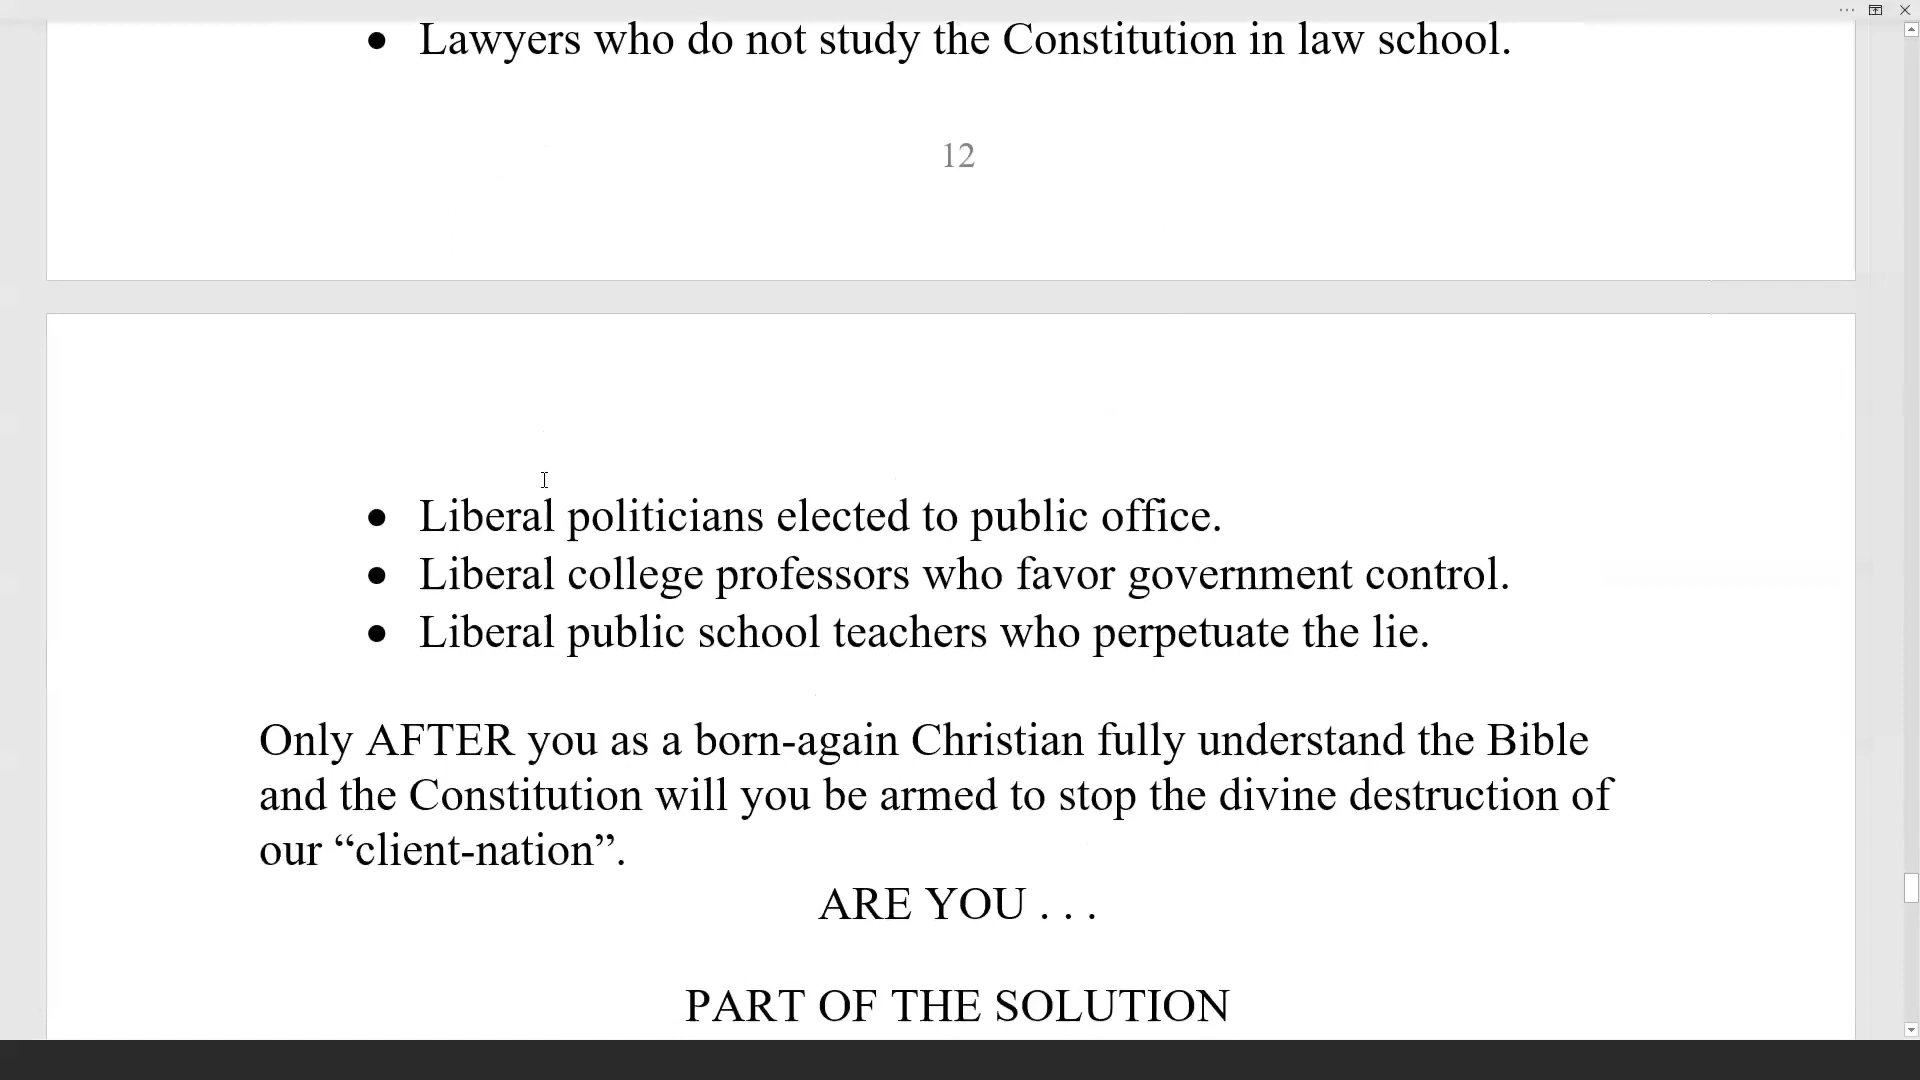 • Lawyers who do not study the Constitution in law school.
12
• Liberal politicians elected to public office.
• Liberal college professors who favor government control.
• Liberal public school teachers who perpetuate the lie.
Only AFTER you as a born-again Christian fully understand the Bible
and the Constitution will you be armed to stop the divine destruction of
our “client-nation”.
ARE YOU . . .
PART OF THE SOLUTION